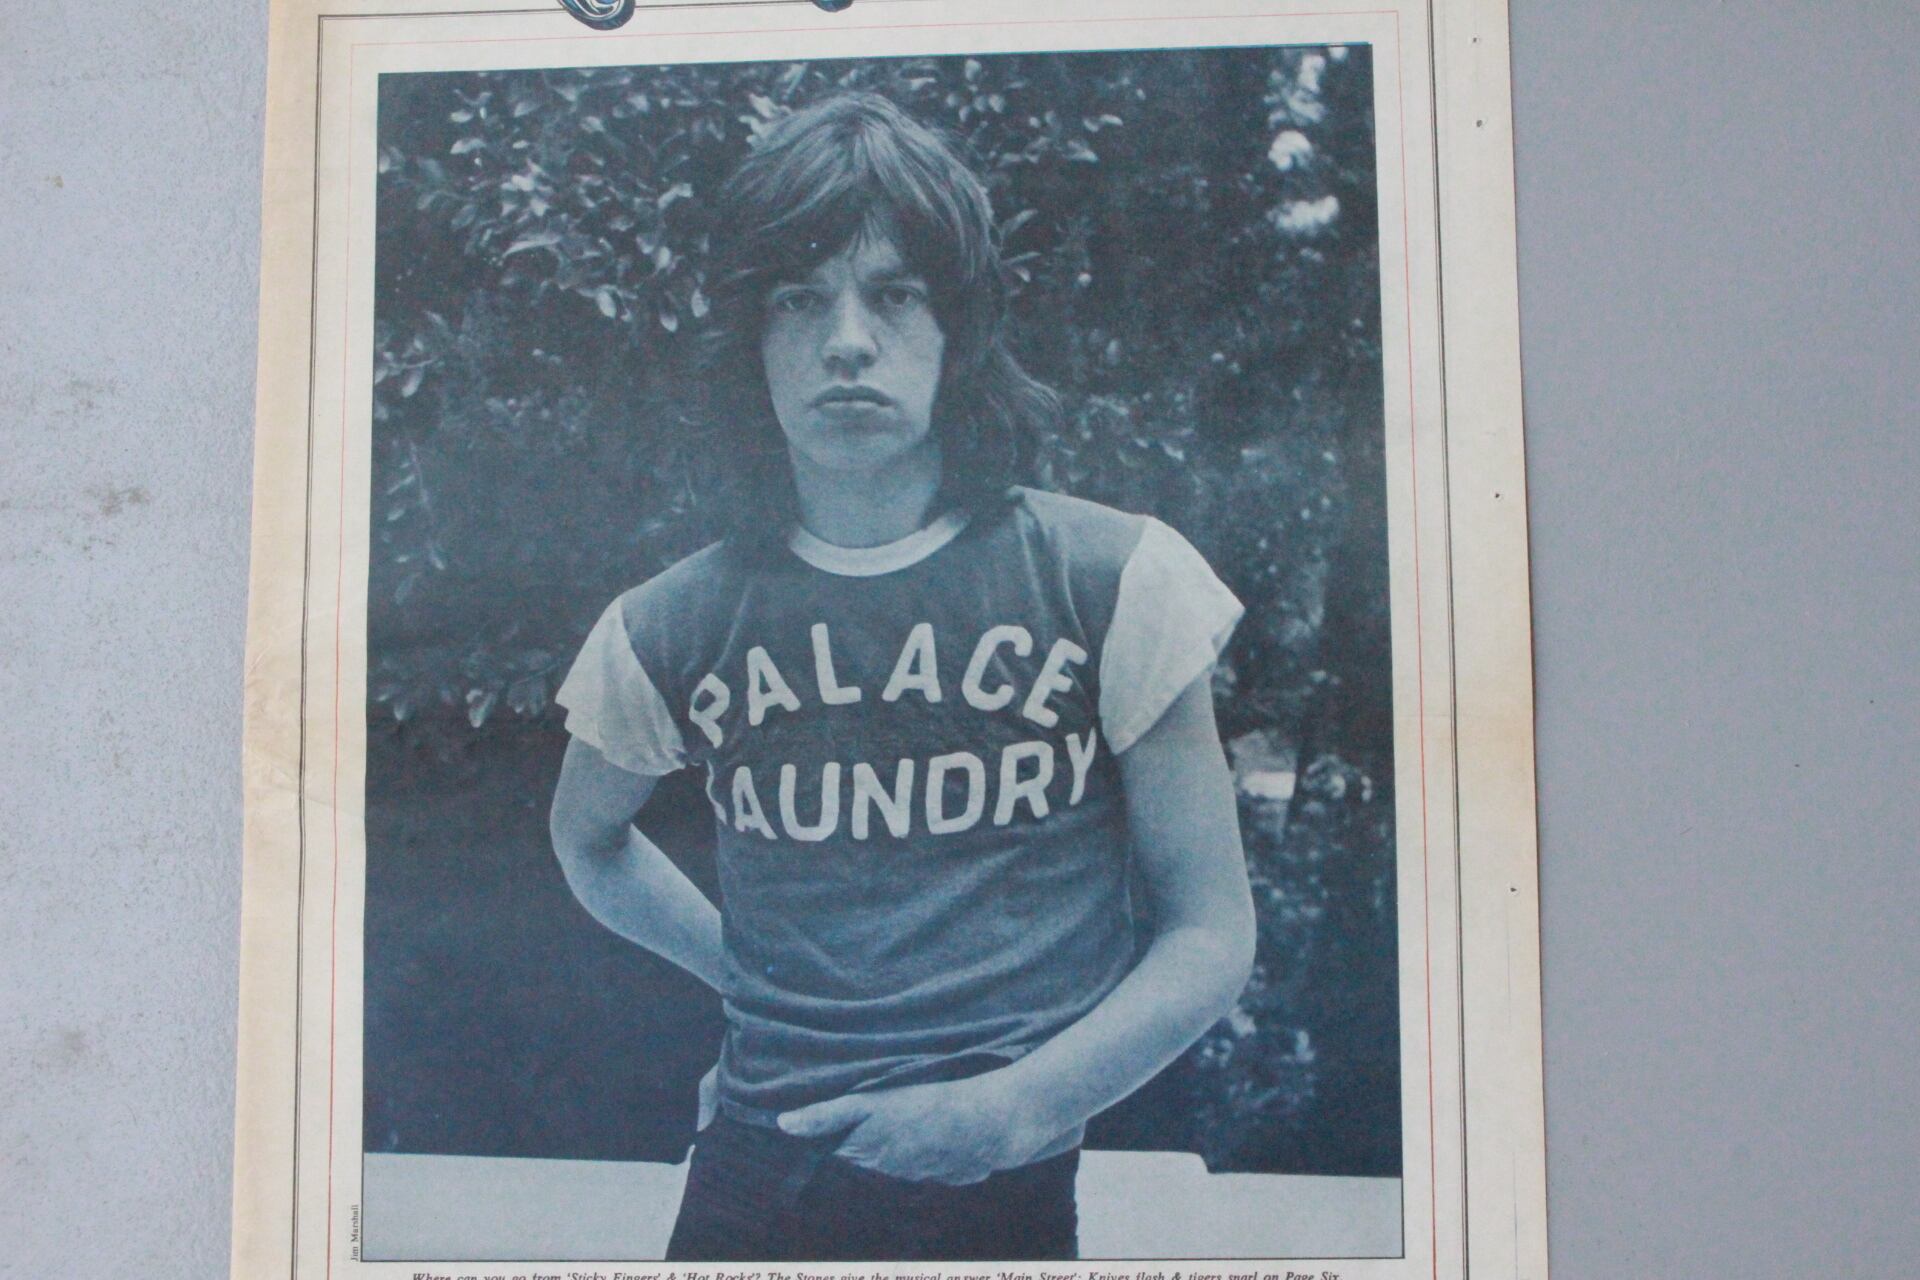 PALACE
LAUNDRY
Jim Marshall
Where can you go from 'Sticky Fingers' & 'Hot Rocks'? The Stones give the musical answer 'Main Street'; Knives flash & tigers snarl on Page Six.